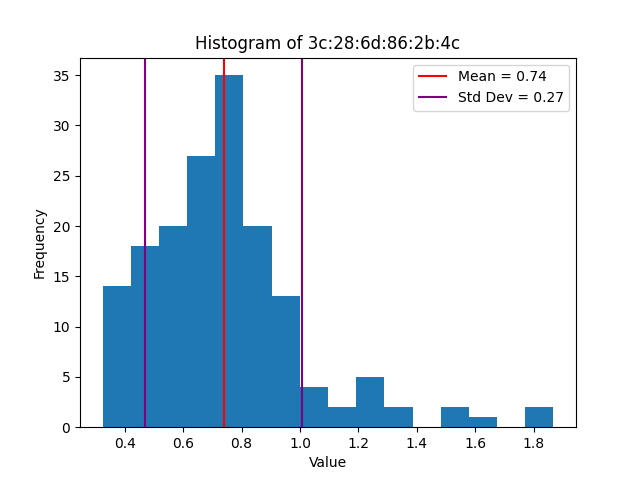 Histogram of 3c:28:6d:86:2b:4c
Mean = 0.74
Std Dev = 0.27
35
30
25
20
15
10
5
0
Frequency
0.4 0.6 0.8 1.0 1.2 1.4 1.6 1.8
Value